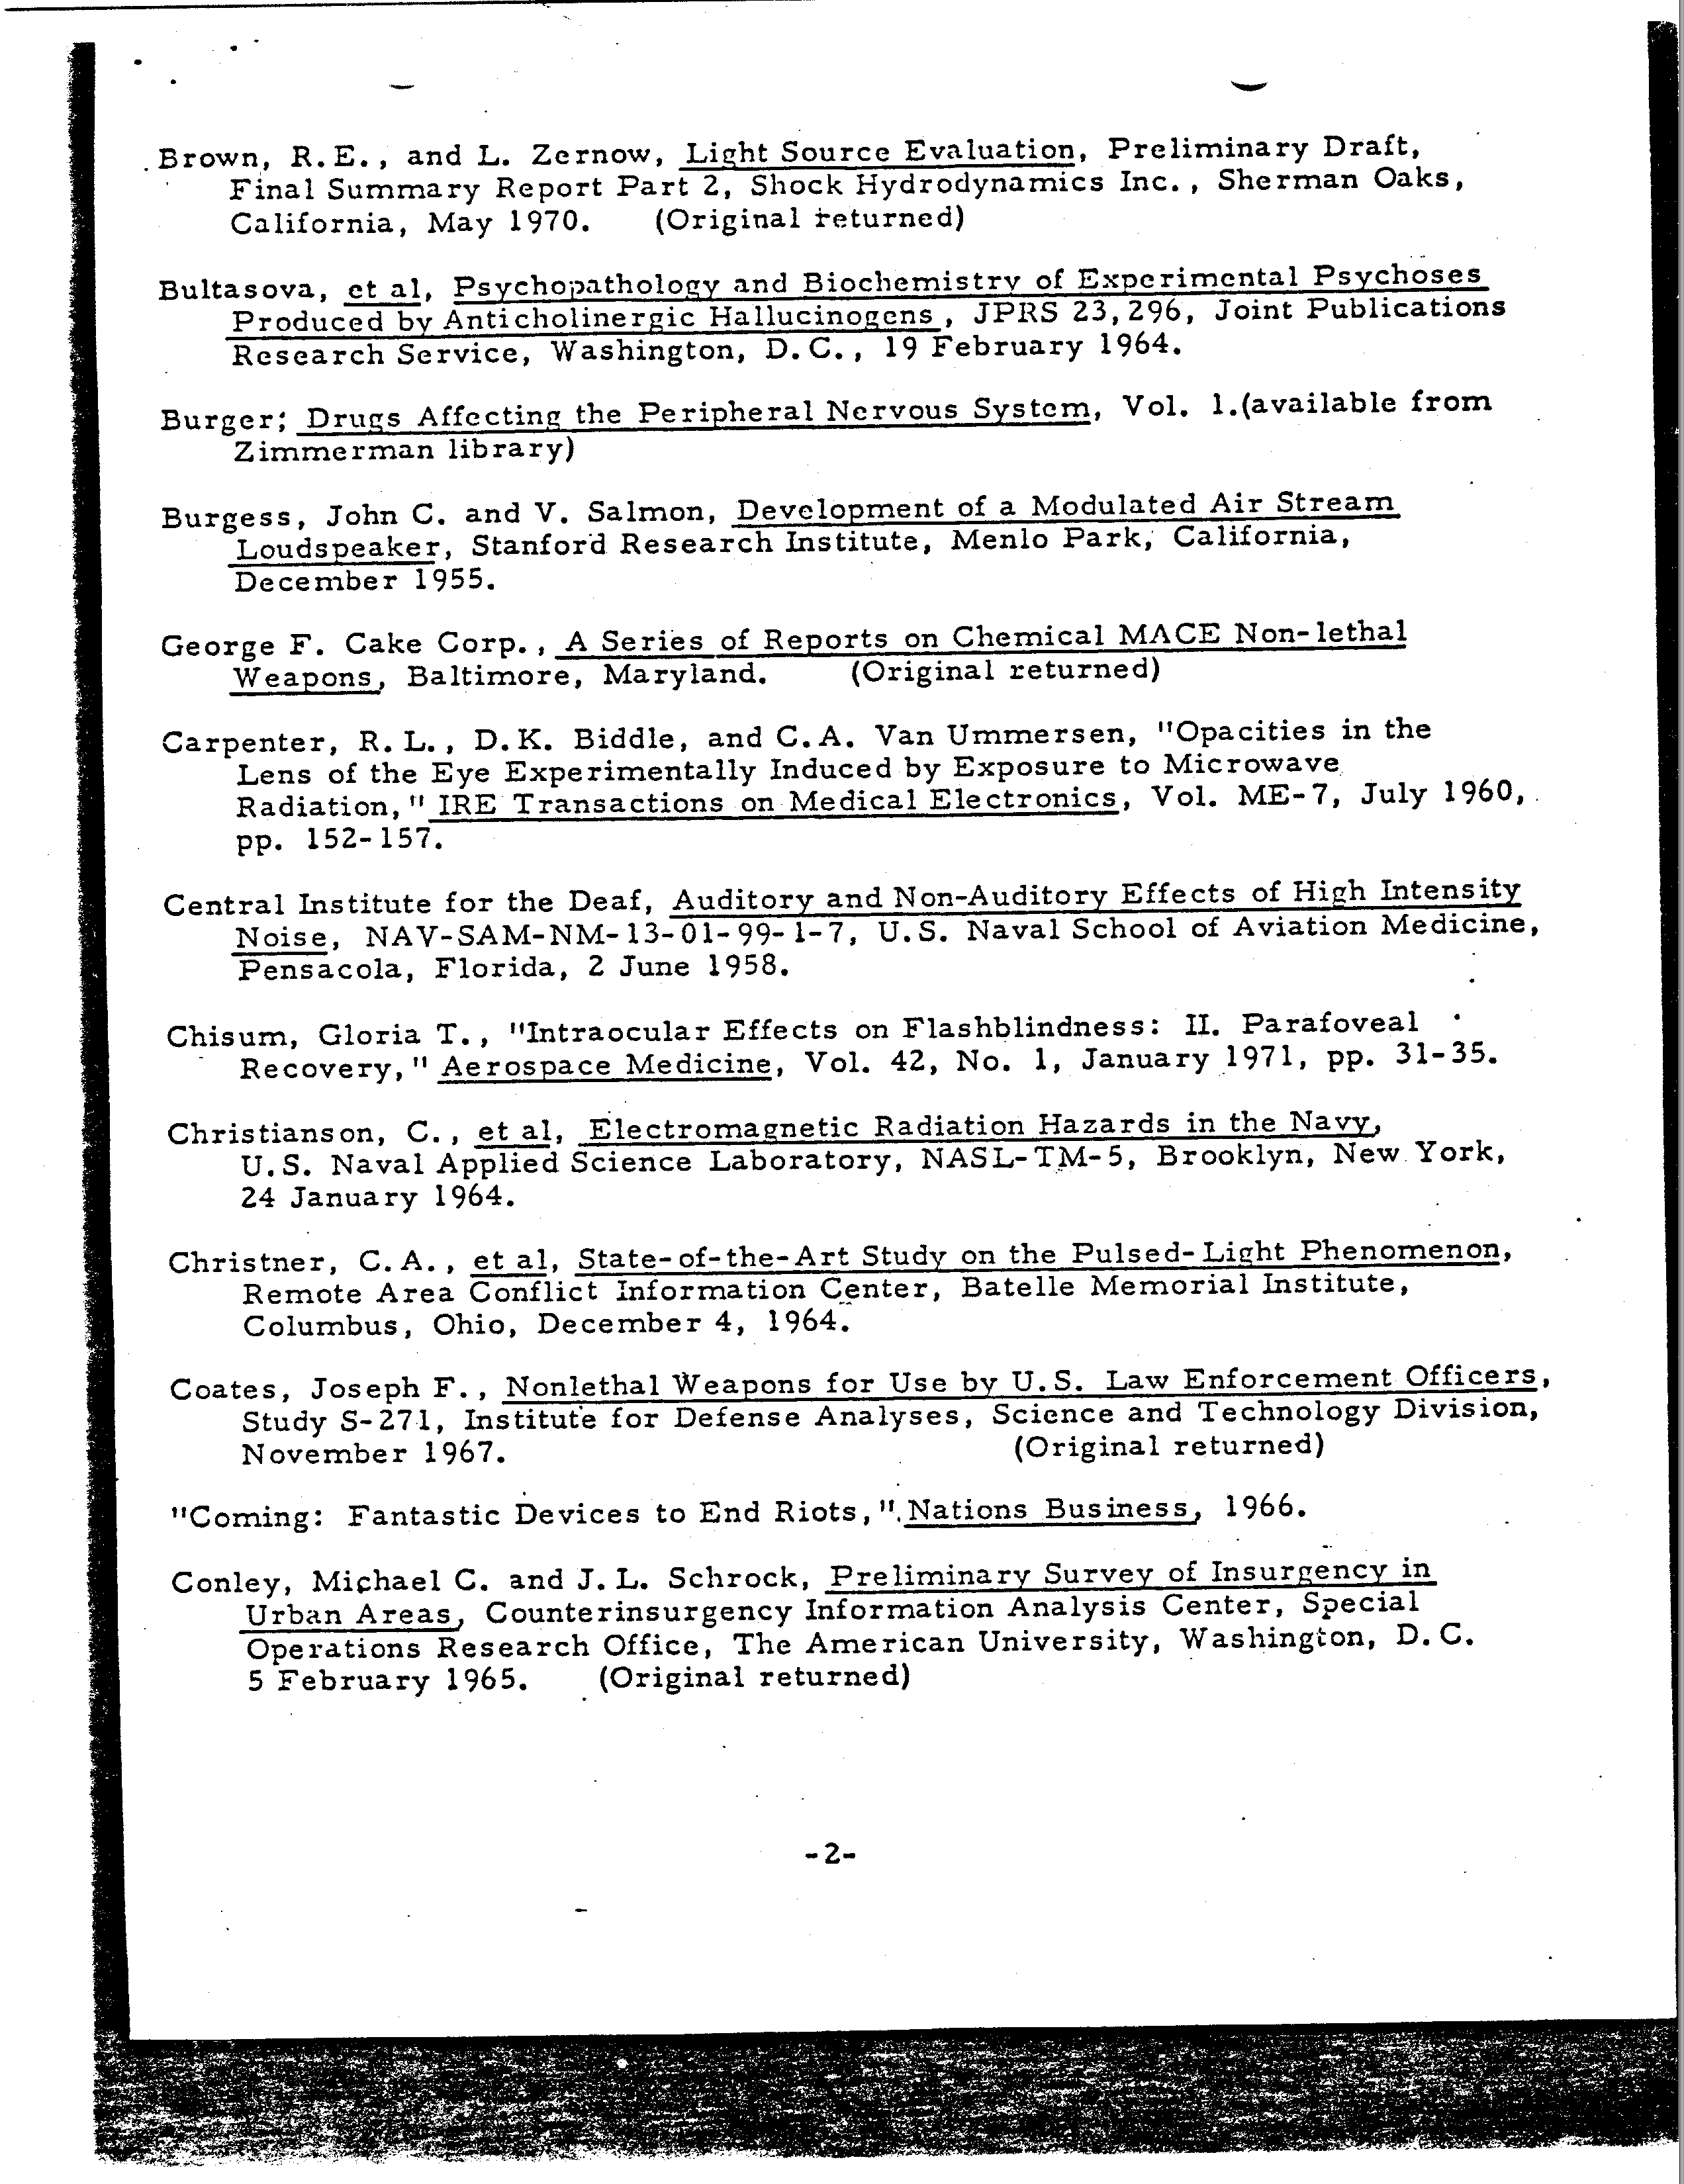 Brown, R.E., and L. Zernow, Light Source Evaluation, Preliminary Draft,
Final Summary Report Part 2, Shock Hydrodynamics Inc., Sherman Oaks,
California, May 1970. (Original returned)
Bultasova, et al, Psychopathology and Biochemistry of Experimental Psychoses
Produced by Anticholinergic Hallucinogens, JPRS 23,296, Joint Publications
Research Service, Washington, D.C., 19 February 1964.
Burger; Drugs Affecting the Peripheral Nervous System, Vol. 1.(available from
Zimmerman library)
Burgess, John C. and V. Salmon, Development of a Modulated Air Stream
Loudspeaker, Stanford Research Institute, Menlo Park, California,
December 1955.
George F. Cake Corp., A Series of Reports on Chemical MACE Non-lethal
Weapons, Baltimore, Maryland. (Original returned)
Carpenter, R.L., D.K. Biddle, and C.A. Van Ummersen, "Opacities in the
Lens of the Eye Experimentally Induced by Exposure to Microwave
Radiation," IRE Transactions on Medical Electronics, Vol. ME-7, July 1960,
pp. 152-157.
Central Institute for the Deaf, Auditory and Non-Auditory Effects of High Intensity
Noise, NAV-SAM-NM-13-01-99-1-7, U.S. Naval School of Aviation Medicine,
Pensacola, Florida, 2 June 1958.
Chisum, Gloria T., "Intraocular Effects on Flashblindness: II. Parafoveal
Recovery," Aerospace Medicine, Vol. 42, No. 1, January 1971, pp. 31-35.
Christianson, C., et al, Electromagnetic Radiation Hazards in the Navy,
U.S. Naval Applied Science Laboratory, NASL-TM-5, Brooklyn, New York,
24 January 1964.
Christner, C.A., et al, State-of-the-Art Study on the Pulsed-Light Phenomenon,
Remote Area Conflict Information Center, Batelle Memorial Institute,
Columbus, Ohio, December 4, 1964.
Coates, Joseph F., Nonlethal Weapons for Use by U.S. Law Enforcement Officers,
Study S-271, Institute for Defense Analyses, Science and Technology Division,
November 1967. (Original returned)
"Coming: Fantastic Devices to End Riots," Nations Business, 1966.
Conley, Michael C. and J.L. Schrock, Preliminary Survey of Insurgency in
Urban Areas, Counterinsurgency Information Analysis Center, Special
Operations Research Office, The American University, Washington, D.C.
5 February 1965. (Original returned)
-2-